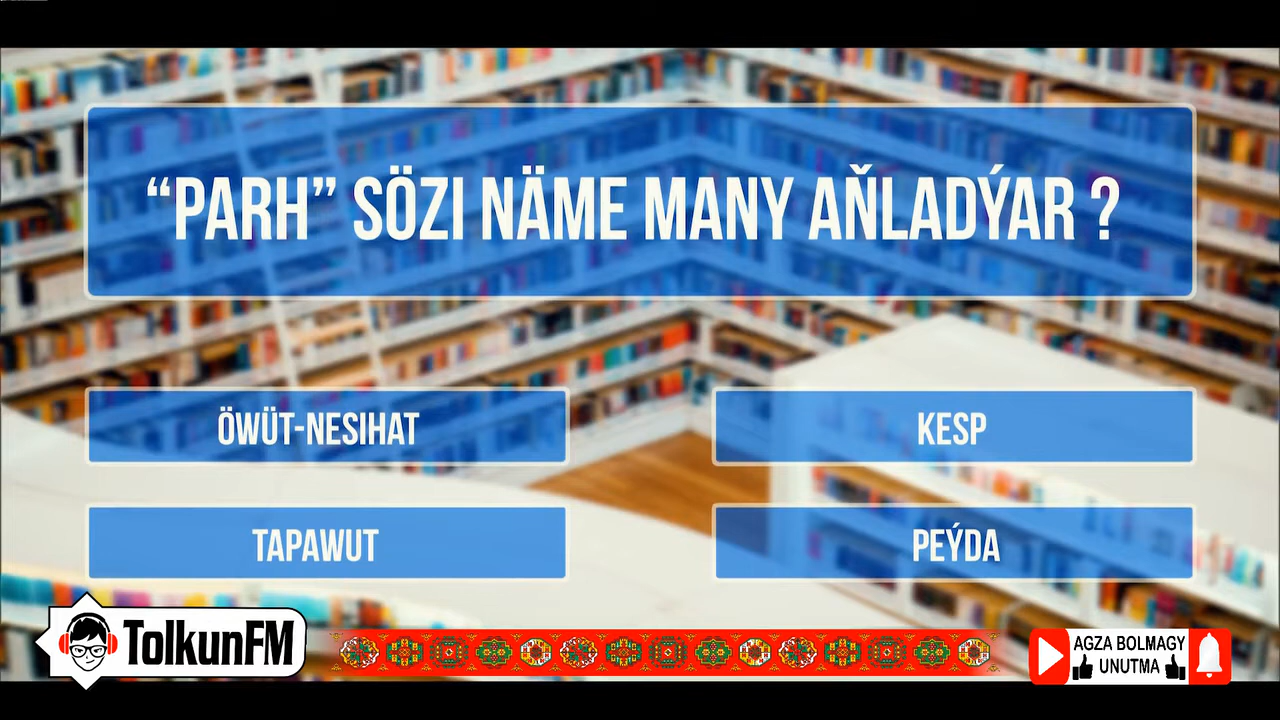 “PARH” SÖZI NÄME MANY AŇLADÝAR ?
ÖWÜT-NESIHAT
KESP
TAPAWUT
PEÝDA
TolkunFM
AGZA BOLMAGY
UNUTMA